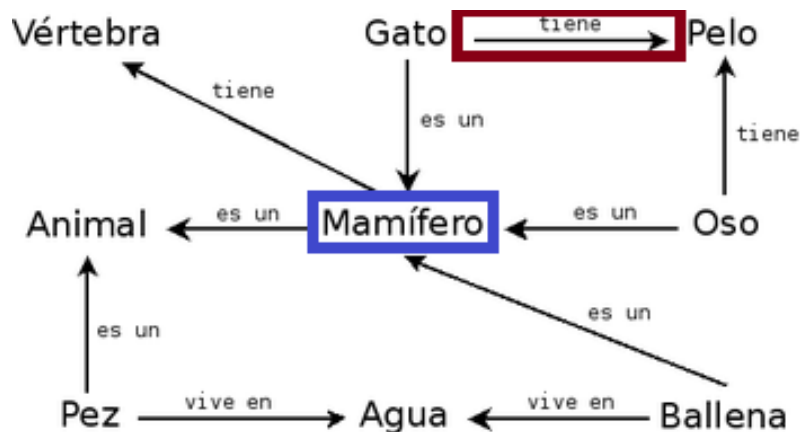 Vértebra
Gato
tiene
Pelo
tiene
es un
tiene
Animal
es un
Mamífero
es un
Oso
es un
es un
Pez
vive en
Agua
vive en
Ballena